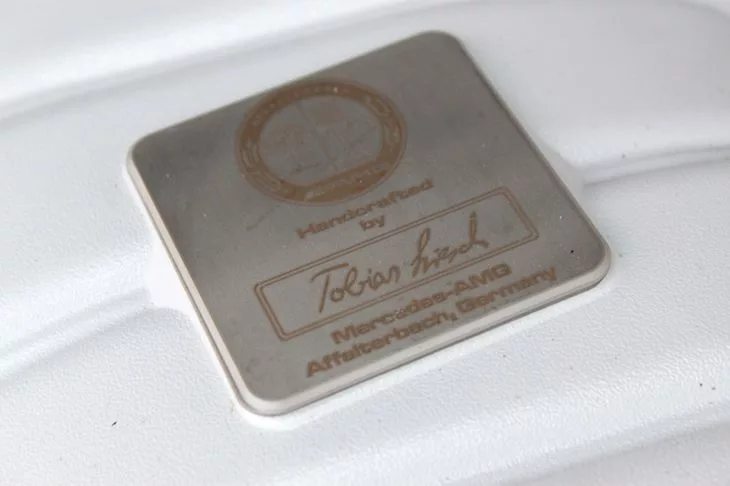 Handcrafted
by
Tobias
Mercedes-AMG
Affalterbach, Germany